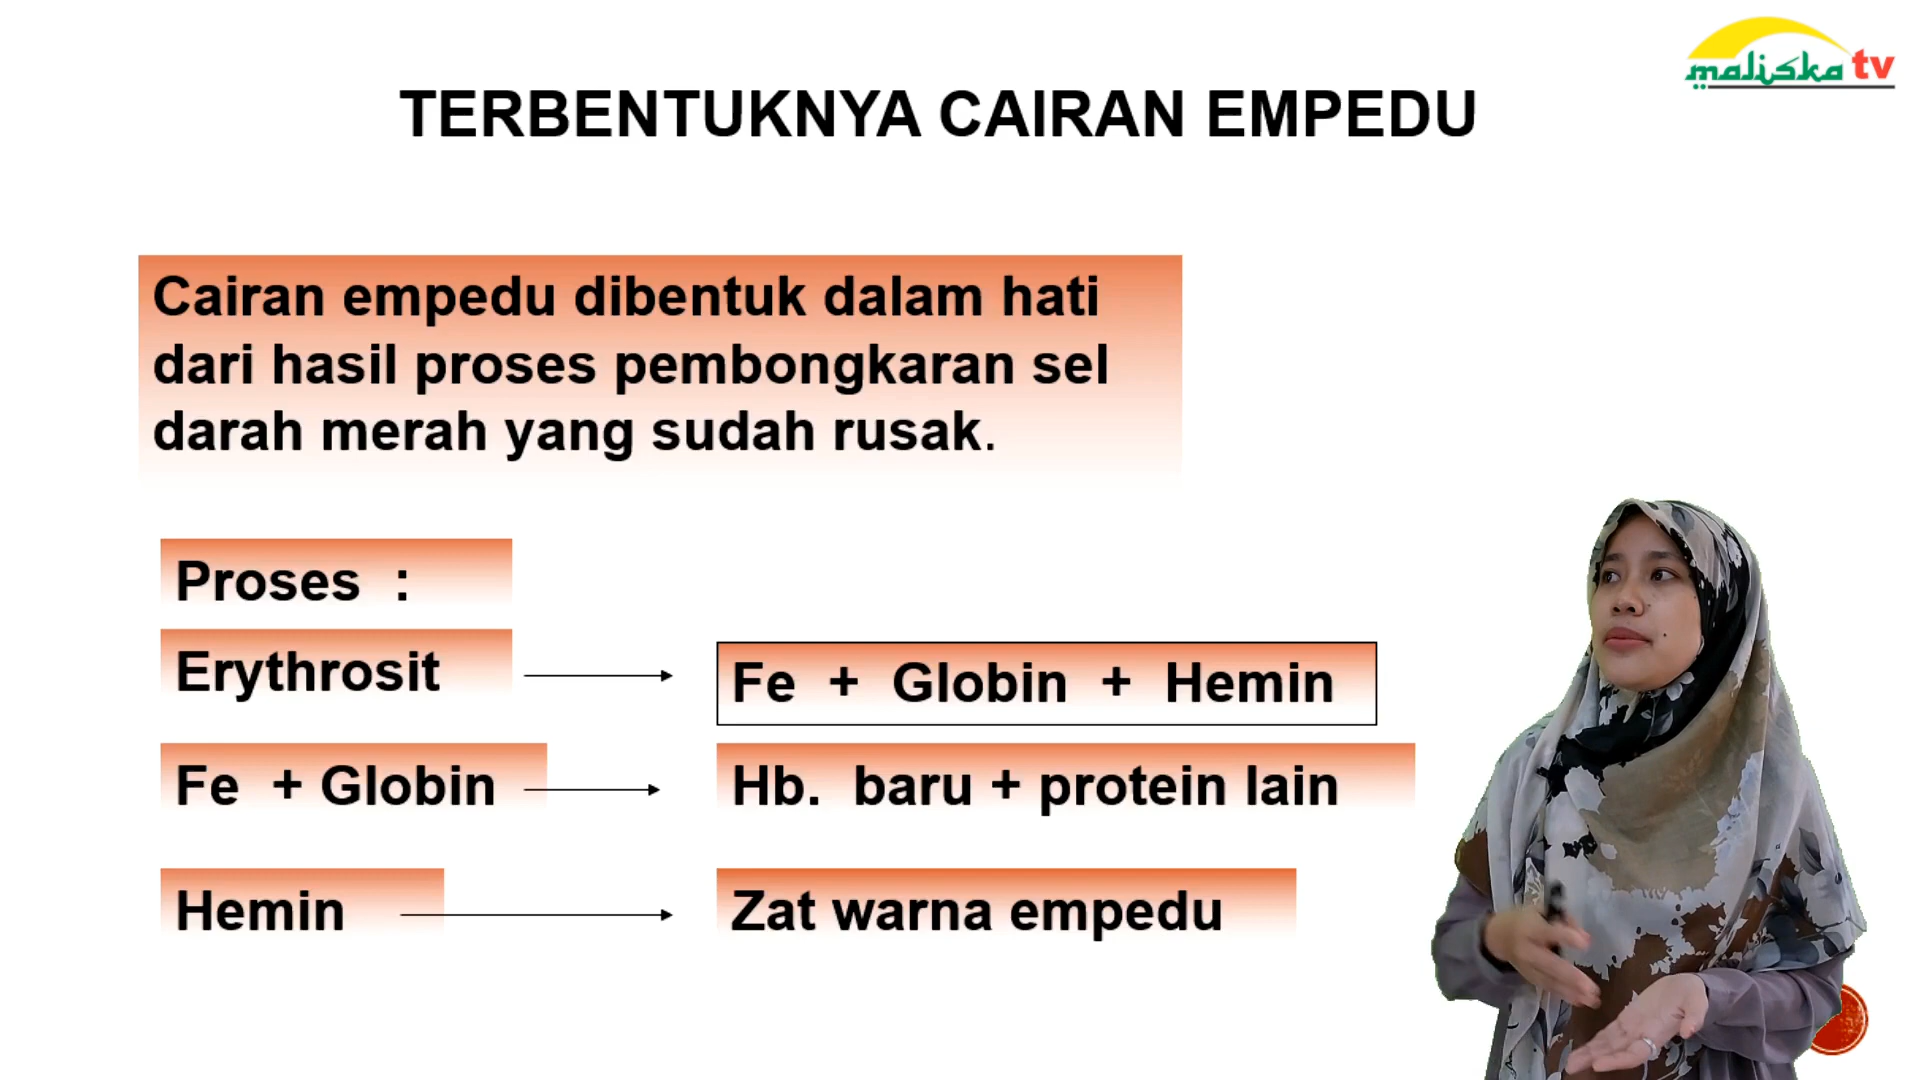 maliska tv
TERBENTUKNYA CAIRAN EMPEDU
Cairan empedu dibentuk dalam hati
dari hasil proses pembongkaran sel
darah merah yang sudah rusak.
Proses :
Erythrosit
Fe + Globin + Hemin
Fe + Globin
Hb. baru + protein lain
Hemin
Zat warna empedu